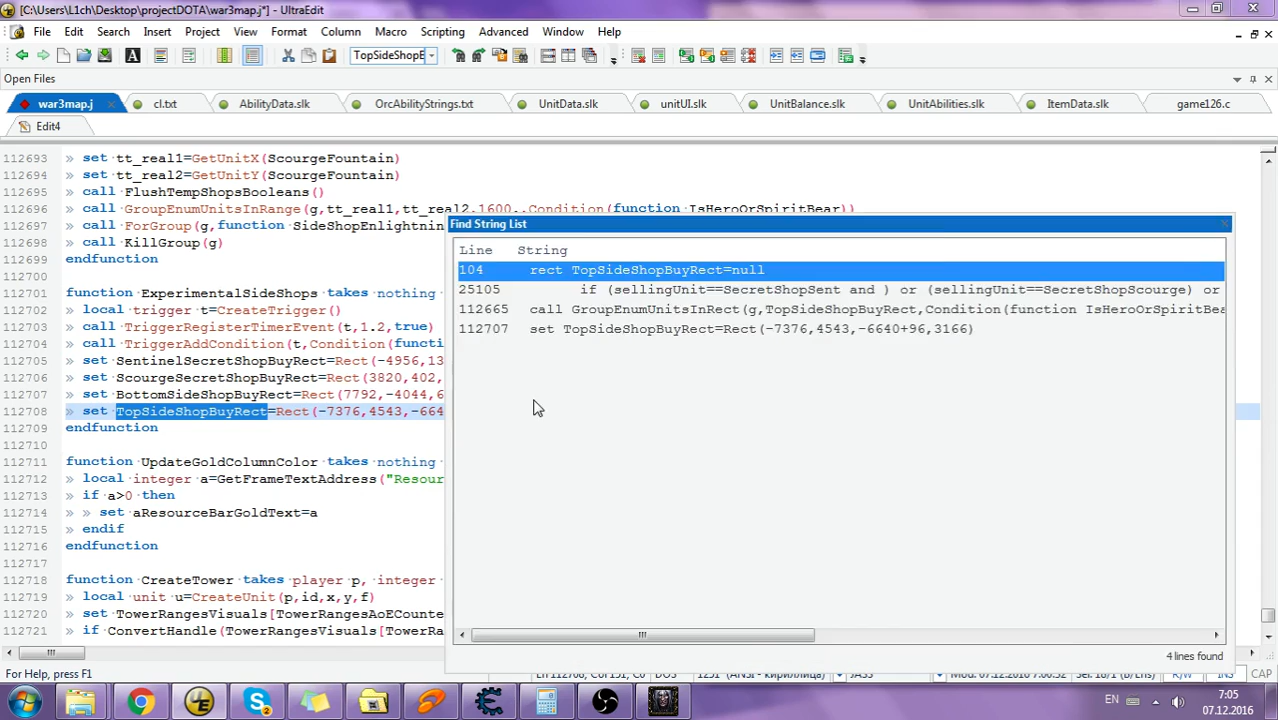 [C:\Users\L1ch\Desktop\projectDOTA\war3map.j*] - UltraEdit
File Edit Search Insert Project View Format Column Macro Scripting Advanced Window Help
TopSideShopE
Open Files
war3map.j cl.txt AbilityData.slk OrcAbilityStrings.txt UnitData.slk unitUI.slk UnitBalance.slk UnitAbilities.slk ItemData.slk game126.c
Edit4
112693 » set tt_real1=GetUnitX(ScourgeFountain)
112694 » set tt_real2=GetUnitY(ScourgeFountain)
112695 » call FlushTempShopsBooleans()
112696 » call GroupEnumUnitsInRange(g,tt_real1,tt_real2,1600.,Condition(function IsHeroOrSpiritBear))
112697 » call ForGroup(g,function SideShopEnlightnin
112698 » call KillGroup(g)
112699 endfunction
112700
112701 function ExperimentalSideShops takes nothing
112702 » local trigger t=CreateTrigger()
112703 » call TriggerRegisterTimerEvent(t,1.2,true)
112704 » call TriggerAddCondition(t,Condition(functi
112705 » set SentinelSecretShopBuyRect=Rect(-4956,13
112706 » set ScourgeSecretShopBuyRect=Rect(3820,402,
112707 » set BottomSideShopBuyRect=Rect(7792,-4044,6
112708 » set TopSideShopBuyRect=Rect(-7376,4543,-664
112709 endfunction
112710
112711 function UpdateGoldColumnColor takes nothing
112712 » local integer a=GetFrameTextAddress("Resour
112713 » if a>0 then
112714 » » set aResourceBarGoldText=a
112715 » endif
112716 endfunction
112717
112718 function CreateTower takes player p, integer
112719 » local unit u=CreateUnit(p,id,x,y,f)
112720 » set TowerRangesVisuals[TowerRangesAoECounte
112721 » if ConvertHandle(TowerRangesVisuals[TowerRa
Find String List
Line String
104 rect TopSideShopBuyRect=null
25105 if (sellingUnit==SecretShopSent and ) or (sellingUnit==SecretShopScourge) or
112665 call GroupEnumUnitsInRect(g,TopSideShopBuyRect,Condition(function IsHeroOrSpiritBea
112707 set TopSideShopBuyRect=Rect(-7376,4543,-6640+96,3166)
4 lines found
For Help, press F1
1251 (ANSI - кириллица) JASS
R/W INS CAP
EN 7:05
07.12.2016